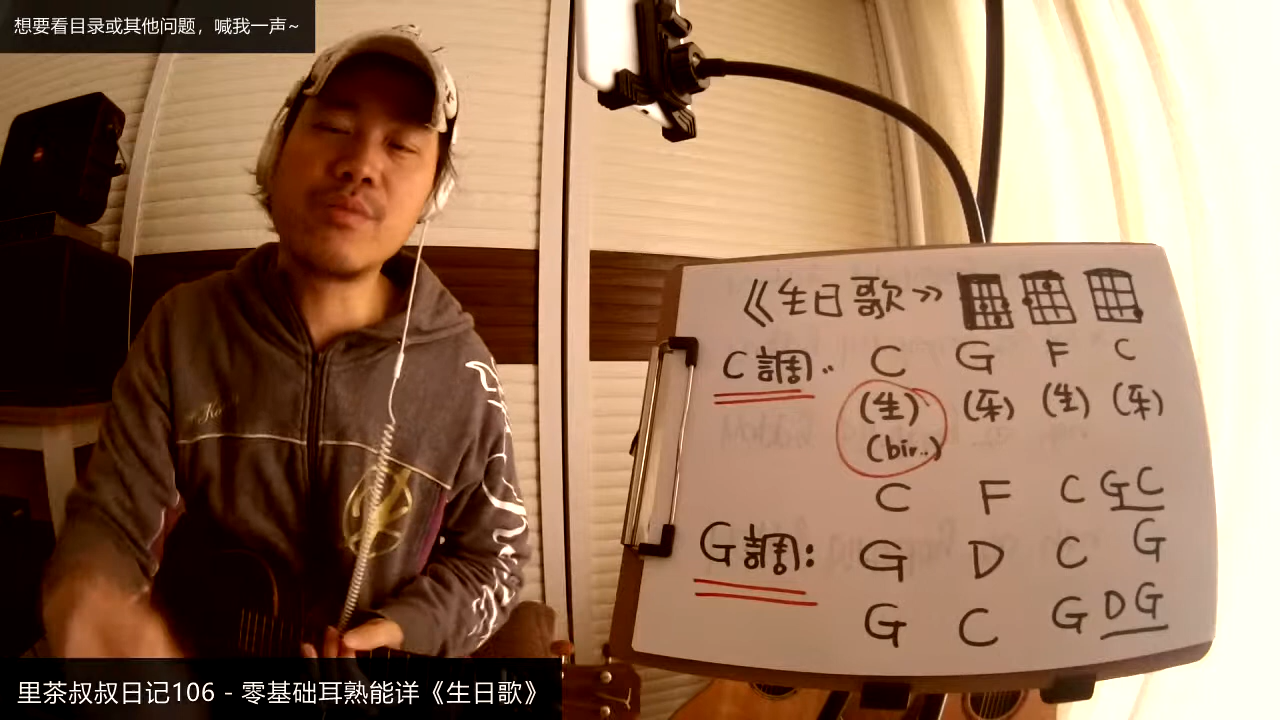 想要看目录或其他问题，喊我一声~
《生日歌》
C調:
C G F C
(生) (乐) (生) (乐)
(bir..)
C F C G C
G調:
G D C G
G C G D G
里茶叔叔日记106 - 零基础耳熟能详《生日歌》